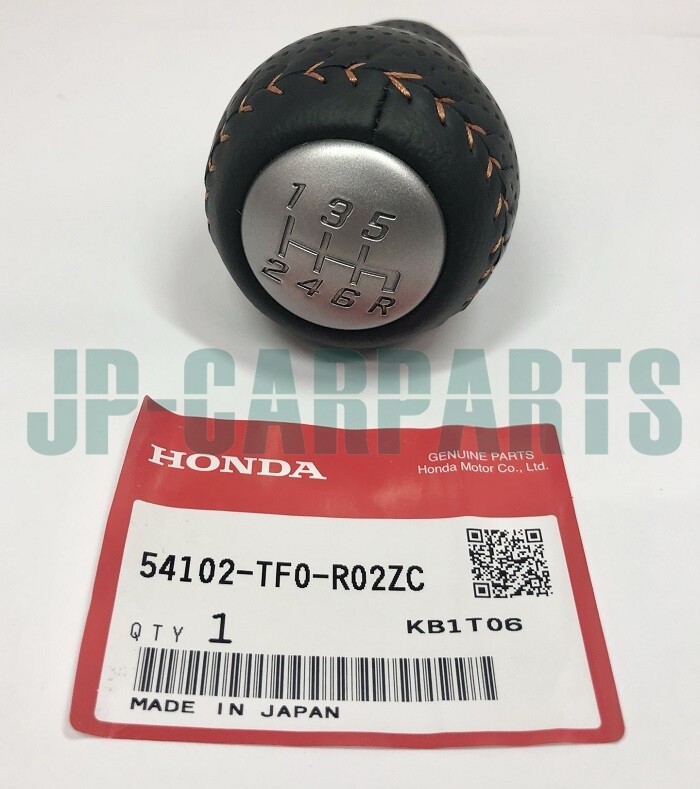 1 3 5
2 4 6 R
JP-CARPARTS
HONDA
GENUINE PARTS
Honda Motor Co., Ltd.
54102-TF0-R02ZC
QTY 1
KB1T06
MADE IN JAPAN